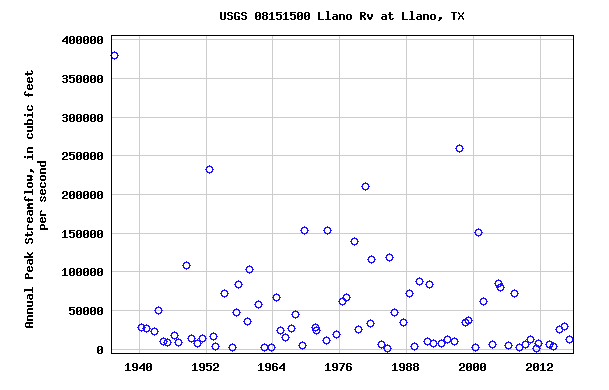 USGS 08151500 Llano Rv at Llano, TX
Annual Peak Streamflow, in cubic feet
per second
400000
350000
300000
250000
200000
150000
100000
50000
0
1940 1952 1964 1976 1988 2000 2012